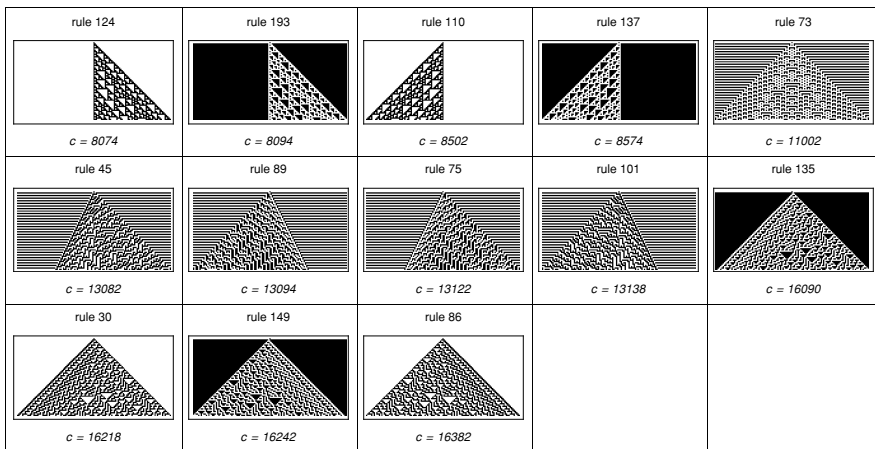 rule 124 rule 193 rule 110 rule 137 rule 73
c = 8074 c = 8094 c = 8502 c = 8574 c = 11002
rule 45 rule 89 rule 75 rule 101 rule 135
c = 13082 c = 13094 c = 13122 c = 13138 c = 16090
rule 30 rule 149 rule 86
c = 16218 c = 16242 c = 16382